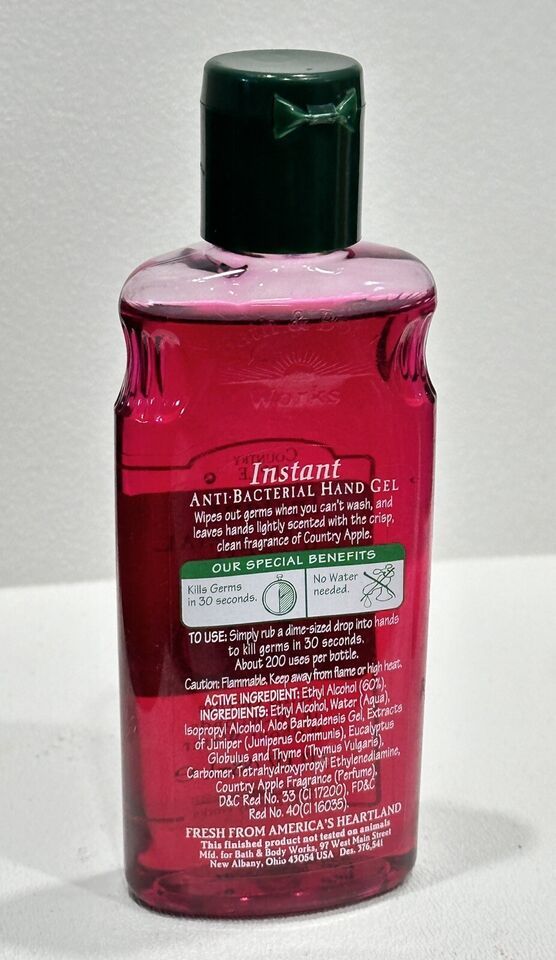 Bath & Body
Works
Instant
ANTI-BACTERIAL HAND GEL
Wipes out germs when you can't wash, and
leaves hands lightly scented with the crisp,
clean fragrance of Country Apple.
OUR SPECIAL BENEFITS
Kills Germs
in 30 seconds.
No Water
needed.
TO USE: Simply rub a dime-sized drop into hands
to kill germs in 30 seconds.
About 200 uses per bottle.
Caution: Flammable. Keep away from flame or high heat.
ACTIVE INGREDIENT: Ethyl Alcohol (60%).
INGREDIENTS: Ethyl Alcohol, Water (Aqua),
Isopropyl Alcohol, Aloe Barbadensis Gel, Extracts
of Juniper (Juniperus Communis), Eucalyptus
Globulus and Thyme (Thymus Vulgaris),
Carbomer, Tetrahydroxypropyl Ethylenediamine,
Country Apple Fragrance (Perfume),
D&C Red No. 33 (CI 17200), FD&C
Red No. 40(CI 16035).
FRESH FROM AMERICA'S HEARTLAND
This finished product not tested on animals
Mfd. for Bath & Body Works, 97 West Main Street
New Albany, Ohio 43054 USA Des. 376,541